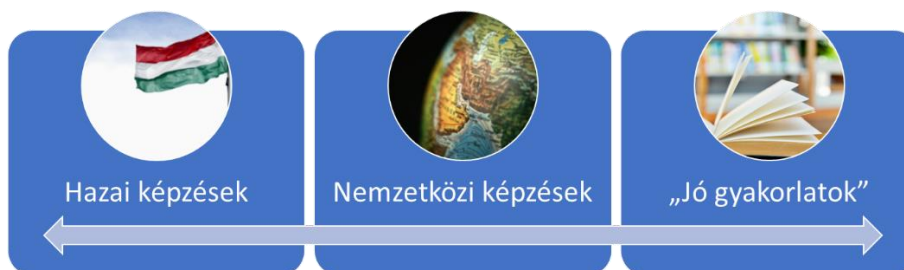 Hazai képzések
Nemzetközi képzések
„Jó gyakorlatok”